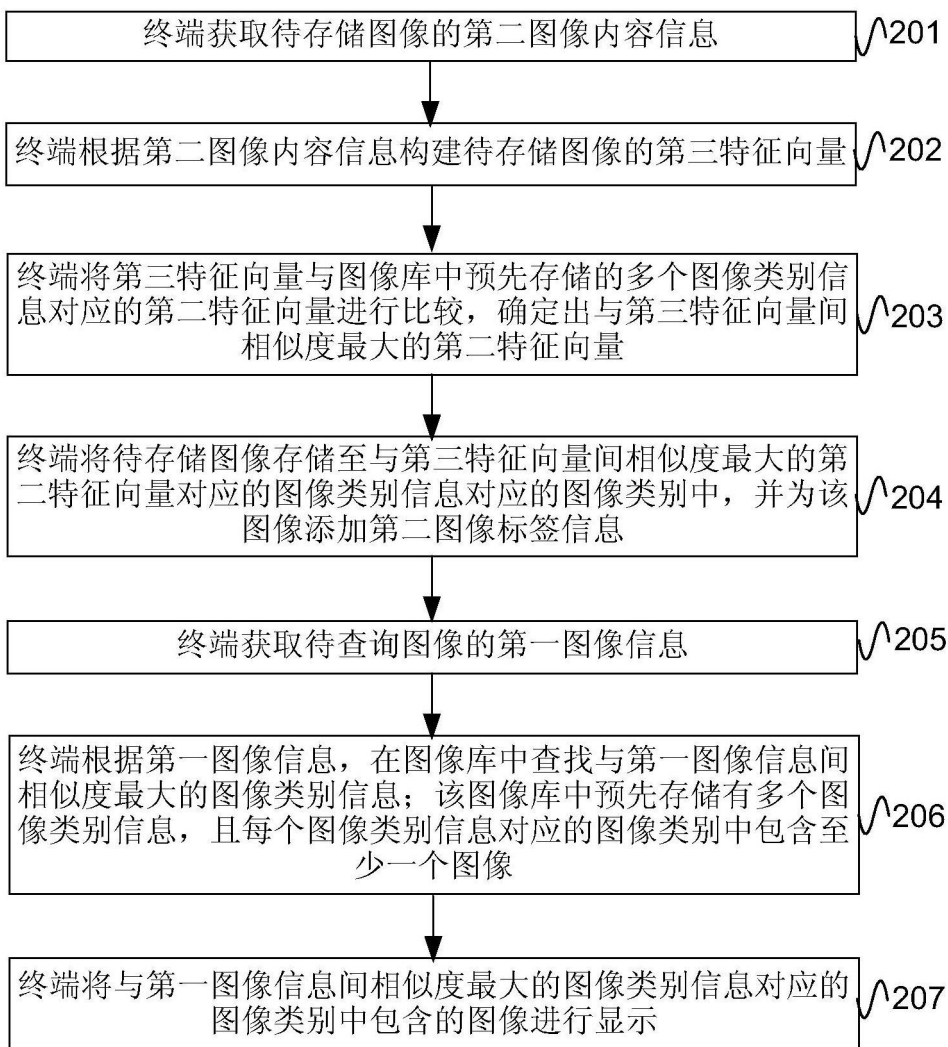 终端获取待存储图像的第二图像内容信息
201
终端根据第二图像内容信息构建待存储图像的第三特征向量
202
终端将第三特征向量与图像库中预先存储的多个图像类别信
息对应的第二特征向量进行比较，确定出与第三特征向量间
相似度最大的第二特征向量
203
终端将待存储图像存储至与第三特征向量间相似度最大的第
二特征向量对应的图像类别信息对应的图像类别中，并为该
图像添加第二图像标签信息
204
终端获取待查询图像的第一图像信息
205
终端根据第一图像信息，在图像库中查找与第一图像信息间
相似度最大的图像类别信息；该图像库中预先存储有多个图
像类别信息，且每个图像类别信息对应的图像类别中包含至
少一个图像
206
终端将与第一图像信息间相似度最大的图像类别信息对应的
图像类别中包含的图像进行显示
207